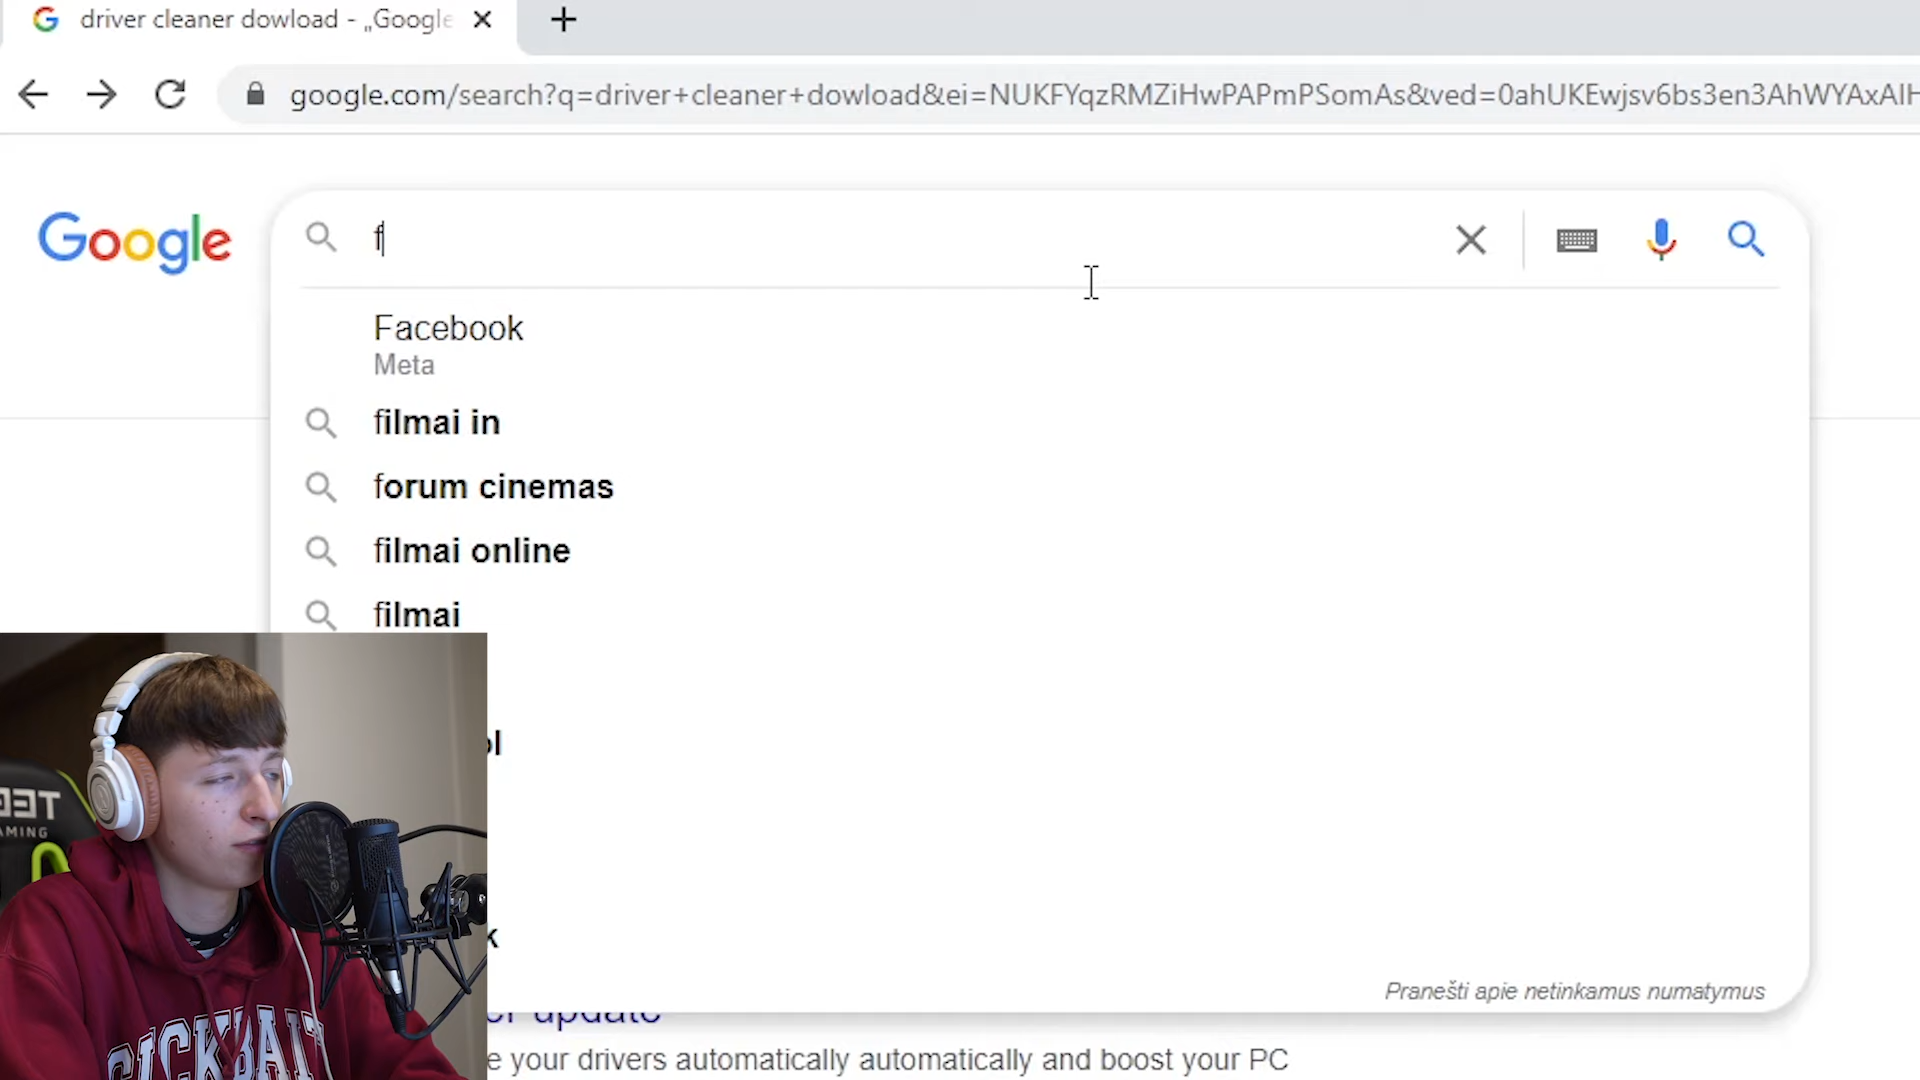 driver cleaner dowload - „Google
google.com/search?q=driver+cleaner+dowload&ei=NUKFYqzRMZiHwPAPmPSomAs&ved=0ahUKEwjsv6bs3en3AhWYAxAIH
Google
f
Facebook
Meta
filmai in
forum cinemas
filmai online
filmai
Pranešti apie netinkamus numatymus
update
your drivers automatically automatically and boost your PC